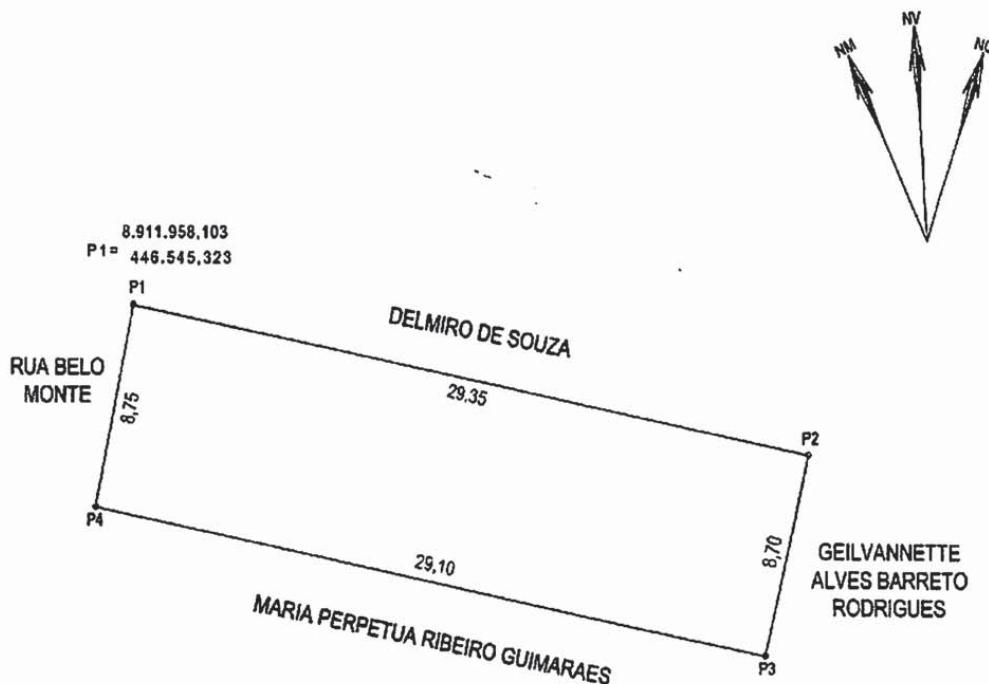 NM
NV
NQ
8.911.958,103
P1= 446.545,323
P1
DELMIRO DE SOUZA
RUA BELO
MONTE
29,35
8,75
P2
P4
8,70
GEILVANNETTE
ALVES BARRETO
RODRIGUES
29,10
MARIA PERPETUA RIBEIRO GUIMARAES
P3